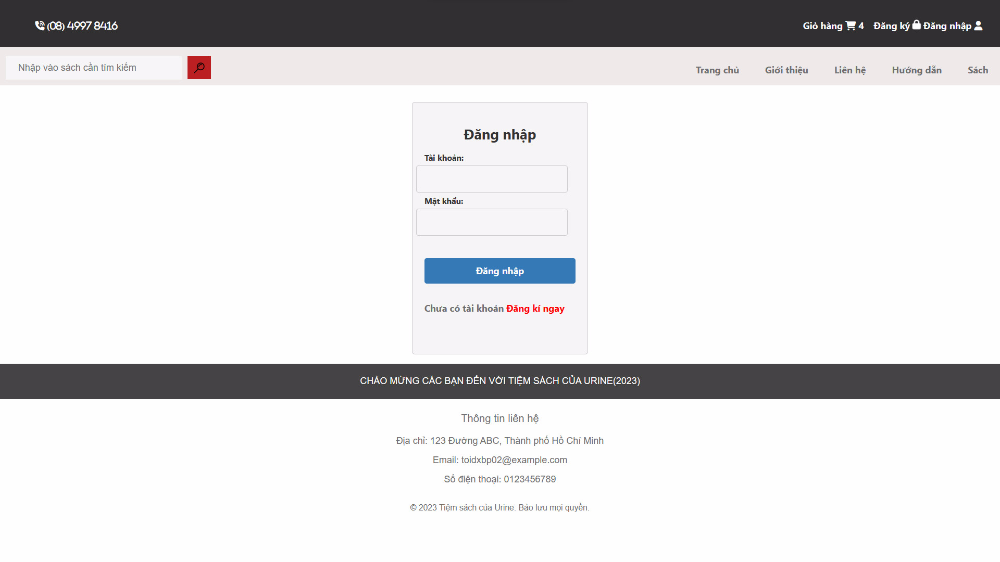 (08) 4997 8416
Giỏ hàng 4 Đăng ký Đăng nhập
Nhập vào sách cần tìm kiếm
Trang chủ Giới thiệu Liên hệ Hướng dẫn Sách
Đăng nhập
Tài khoản:
Mật khẩu:
Đăng nhập
Chưa có tài khoản Đăng kí ngay
CHÀO MỪNG CÁC BẠN ĐẾN VỚI TIỆM SÁCH CỦA URINE(2023)
Thông tin liên hệ
Địa chỉ: 123 Đường ABC, Thành phố Hồ Chí Minh
Email: toidxbp02@example.com
Số điện thoại: 0123456789
© 2023 Tiệm sách của Urine. Bảo lưu mọi quyền.